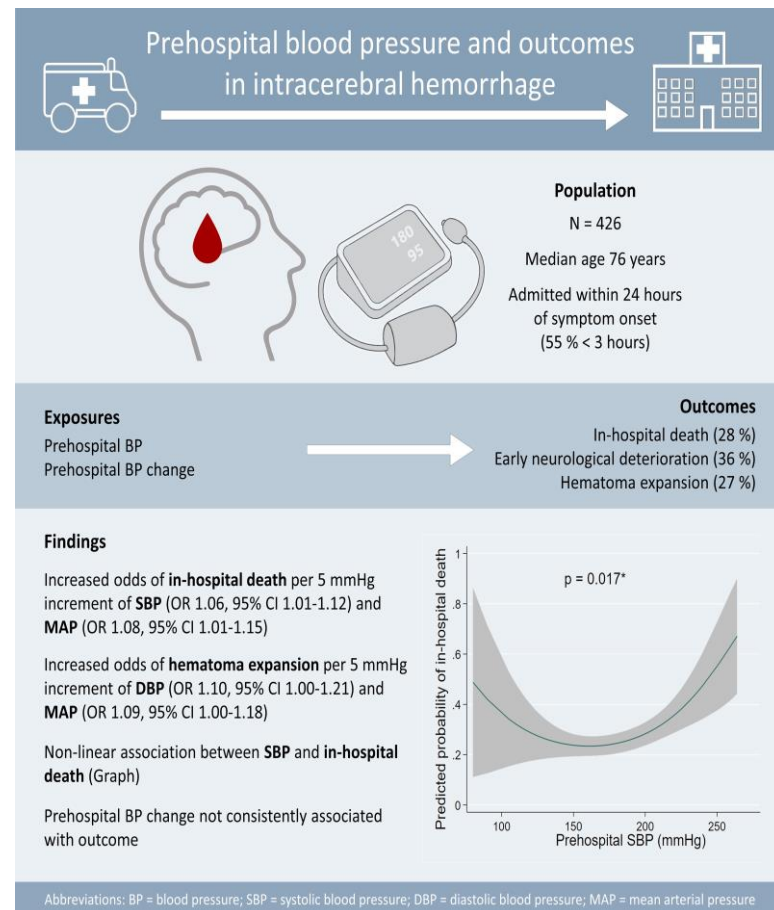 Prehospital blood pressure and outcomes
in intracerebral hemorrhage
180
95
Population
N = 426
Median age 76 years
Admitted within 24 hours
of symptom onset
(55 % < 3 hours)
Exposures
Prehospital BP
Prehospital BP change
Outcomes
In-hospital death (28 %)
Early neurological deterioration (36 %)
Hematoma expansion (27 %)
Findings
Increased odds of in-hospital death per 5 mmHg
increment of SBP (OR 1.06, 95% CI 1.01-1.12) and
MAP (OR 1.08, 95% CI 1.01-1.15)
Increased odds of hematoma expansion per 5 mmHg
increment of DBP (OR 1.10, 95% CI 1.00-1.21) and
MAP (OR 1.09, 95% CI 1.00-1.18)
Non-linear association between SBP and in-hospital
death (Graph)
Prehospital BP change not consistently associated
with outcome
Predicted probability of in-hospital death
1
.8
.6
.4
.2
0
p = 0.017*
100
150
200
250
Prehospital SBP (mmHg)
Abbreviations: BP = blood pressure; SBP = systolic blood pressure; DBP = diastolic blood pressure; MAP = mean arterial pressure